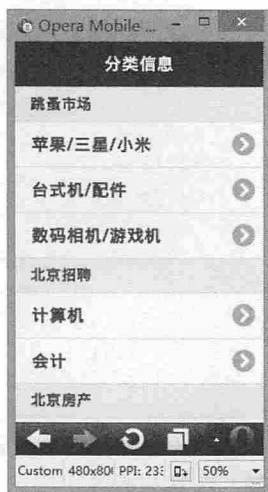 Opera Mobile ...
分类信息
跳蚤市场
苹果/三星/小米
台式机/配件
数码相机/游戏机
北京招聘
计算机
会计
北京房产
Custom 480x80 PPI: 23 50%